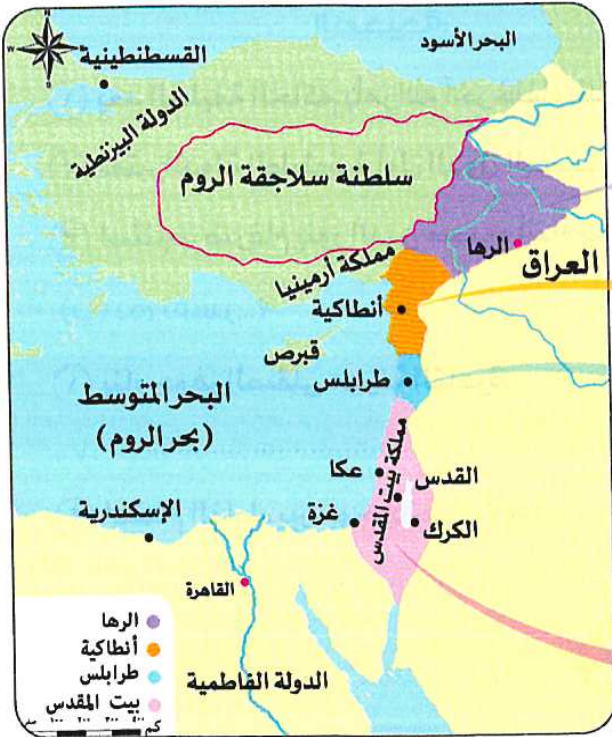 البحر الأسود
القسطنطينية
الدولة البيزنطية
سلطنة سلاجقة الروم
الرها
العراق
مملكة أرمينيا
أنطاكية
قبرص
طرابلس
البحر المتوسط
(بحر الروم)
مملكة بيت المقدس
عكا
القدس
الإسكندرية
غزة
الكرك
القاهرة
الدولة الفاطمية
الرها
أنطاكية
طرابلس
بيت المقدس
N
W
E
S